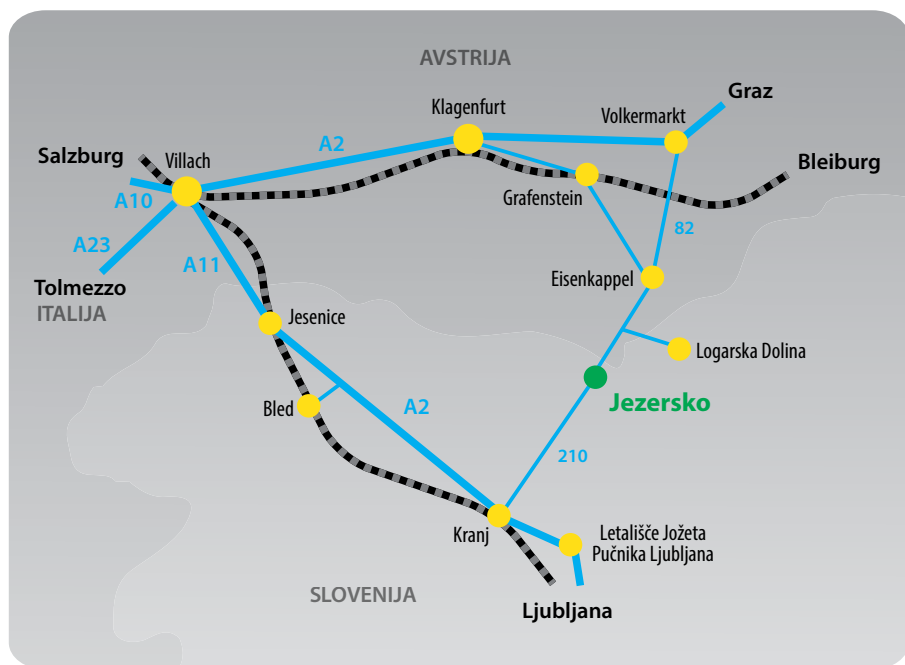 AVSTRIJA
Klagenfurt
Volkermarkt
Graz
Salzburg
Villach
A2
Bleiburg
A10
Grafenstein
A23
82
A11
Eisenkappel
Tolmezzo
ITALIJA
Jesenice
Logarska Dolina
Bled
A2
Jezersko
210
Kranj
Letališče Jožeta
Pučnika Ljubljana
SLOVENIJA
Ljubljana